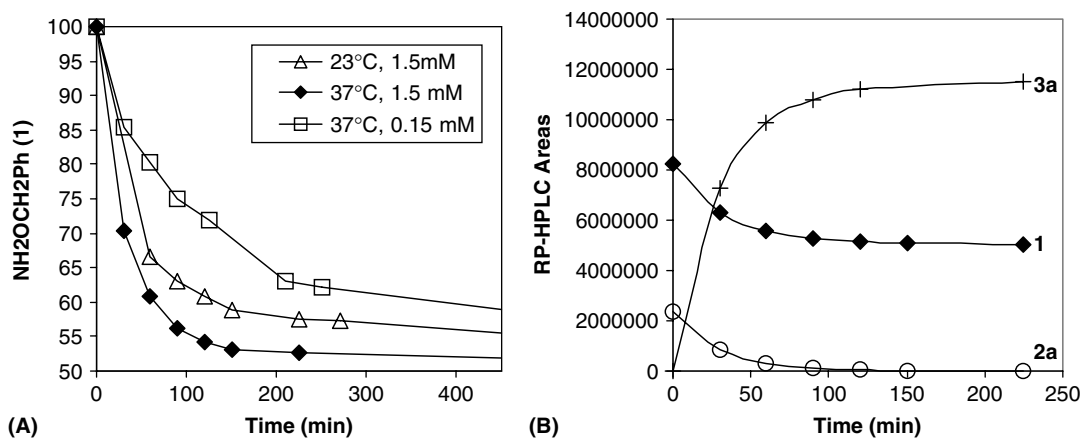 100
95
90
85
80
75
70
65
60
55
50
NH2OCH2Ph (1)
23°C, 1.5mM
37°C, 1.5 mM
37°C, 0.15 mM
0
100
200
300
400
Time (min)
(A)
14000000
12000000
10000000
8000000
6000000
4000000
2000000
0
RP-HPLC Areas
3a
1
2a
0
50
100
150
200
250
Time (min)
(B)